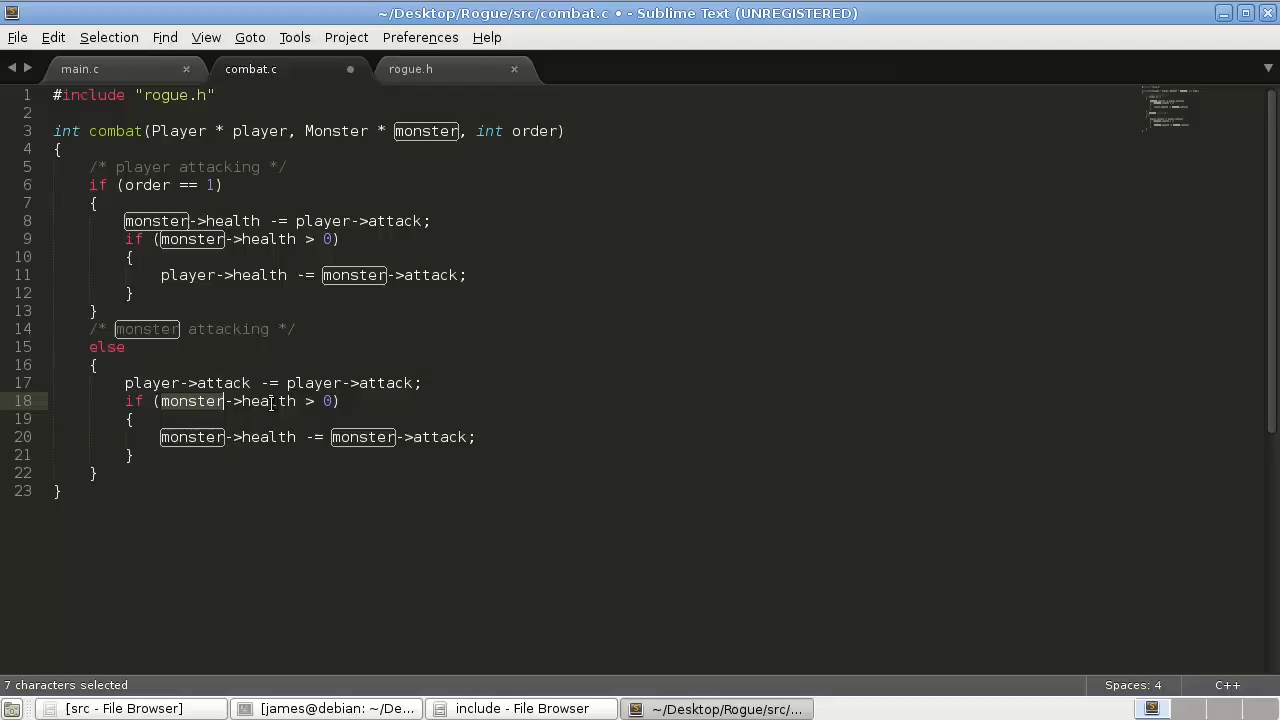 ~/Desktop/Rogue/src/combat.c • - Sublime Text (UNREGISTERED)
File Edit Selection Find View Goto Tools Project Preferences Help
main.c combat.c rogue.h
1 #include "rogue.h"
2
3 int combat(Player * player, Monster * monster, int order)
4 {
5 /* player attacking */
6 if (order == 1)
7 {
8 monster->health -= player->attack;
9 if (monster->health > 0)
10 {
11 player->health -= monster->attack;
12 }
13 }
14 /* monster attacking */
15 else
16 {
17 player->attack -= player->attack;
18 if (monster->health > 0)
19 {
20 monster->health -= monster->attack;
21 }
22 }
23 }
7 characters selected Spaces: 4 C++
[src - File Browser] [james@debian: ~/De... include - File Browser ~/Desktop/Rogue/src/...